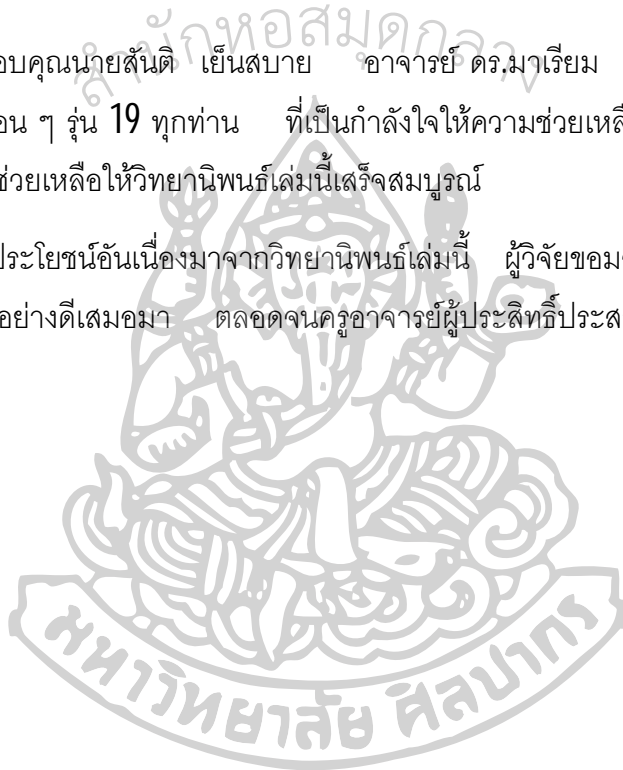 สำนักหอสมุดกลาง
อบคุณนายสันติ เย็นสบาย อาจารย์ ดร.มาเรียม
อน ๆ รุ่น 19 ทุกท่าน ที่เป็นกำลังใจให้ความช่วยเหลื
ช่วยเหลือให้วิทยานิพนธ์เล่มนี้เสร็จสมบูรณ์
ประโยชน์อันเนื่องมาจากวิทยานิพนธ์เล่มนี้ ผู้วิจัยขอม
อย่างดีเสมอมา ตลอดจนครูอาจารย์ผู้ประสิทธิ์ประส
มหาวิทยาลัย ศิลปากร